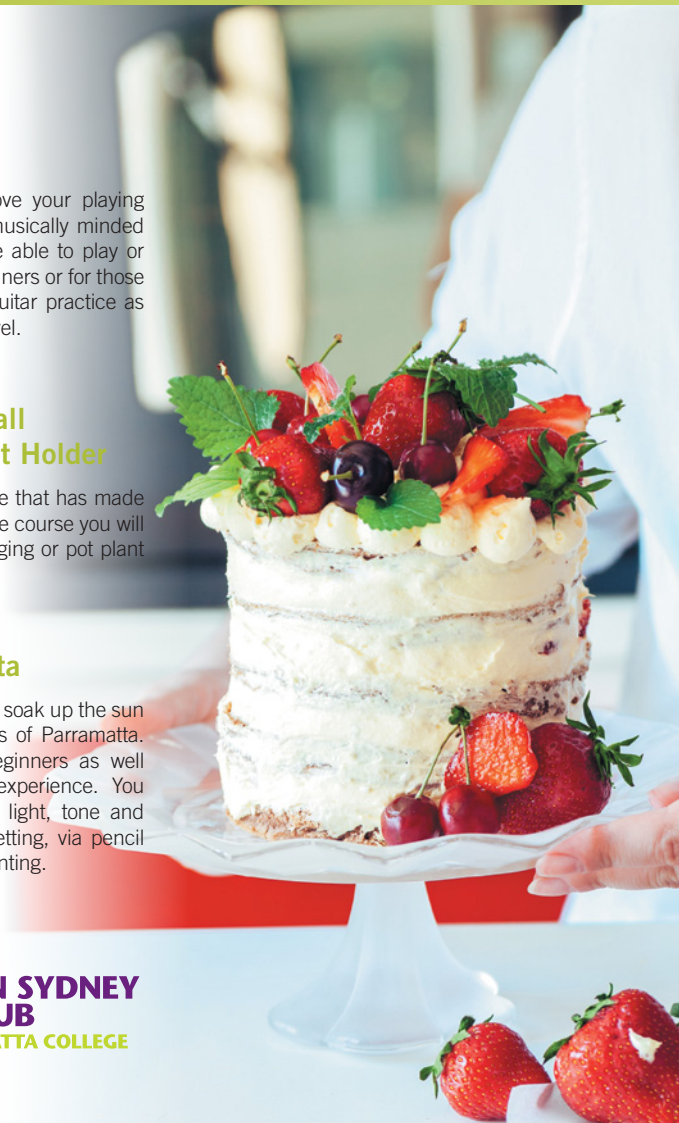 ove your playing
musically minded
e able to play or
ners or for those
uitar practice as
el.
all
t Holder
e that has made
e course you will
ging or pot plant
ta
soak up the sun
s of Parramatta.
eginners as well
experience. You
light, tone and
etting, via pencil
nting.
N SYDNEY
UB
TTA COLLEGE